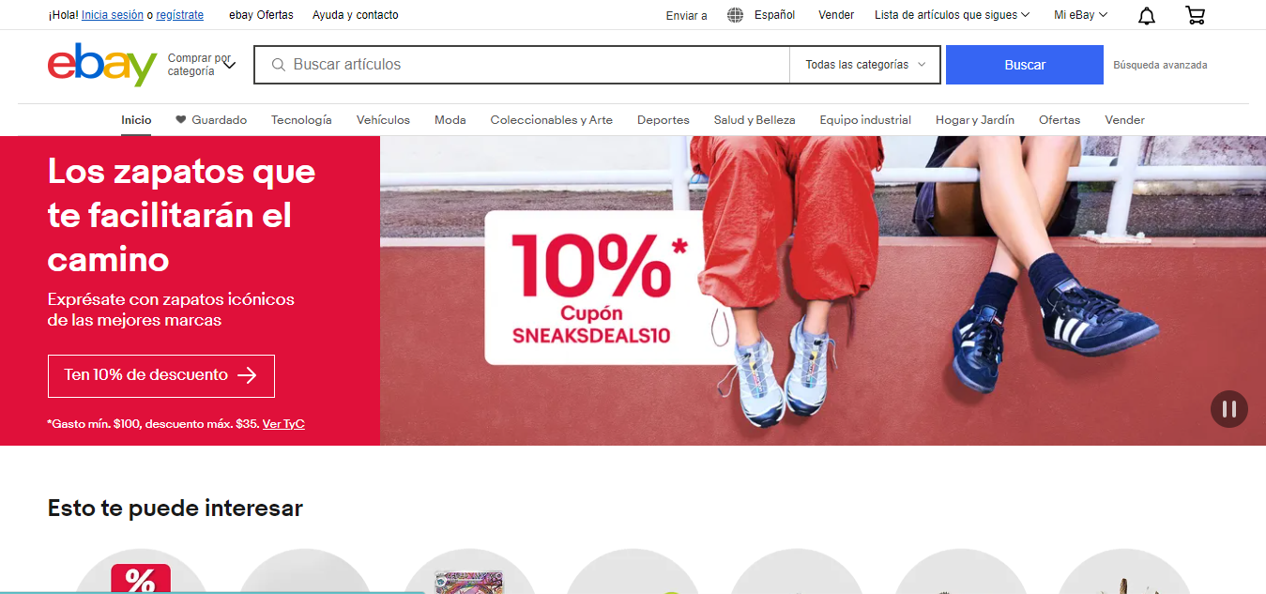 ¡Hola! Inicia sesión o regístrate
ebay Ofertas
Ayuda y contacto
Enviar a
Español
Vender
Lista de artículos que sigues
Mi eBay
ebay
Comprar por
categoría
Buscar artículos
Todas las categorías
Buscar
Búsqueda avanzada
Inicio
Guardado
Tecnología
Vehículos
Moda
Coleccionables y Arte
Deportes
Salud y Belleza
Equipo industrial
Hogar y Jardín
Ofertas
Vender
Los zapatos que
te facilitarán el
camino
Exprésate con zapatos icónicos
de las mejores marcas
Ten 10% de descuento
*Gasto mín. $100, descuento máx. $35. Ver TyC
10%*
Cupón
SNEAKSDEALS10
Esto te puede interesar
%